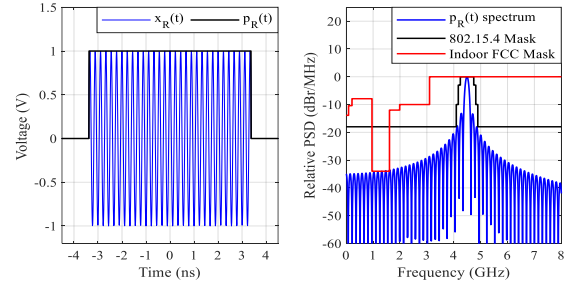 x_R(t) p_R(t)
Voltage (V)
1.5
1
0.5
0
-0.5
-1
-4 -3 -2 -1 0 1 2 3 4
Time (ns)
p_R(t) spectrum
802.15.4 Mask
Indoor FCC Mask
Relative PSD (dBr/MHz)
20
10
0
-10
-20
-30
-40
-50
-60
0 1 2 3 4 5 6 7 8
Frequency (GHz)